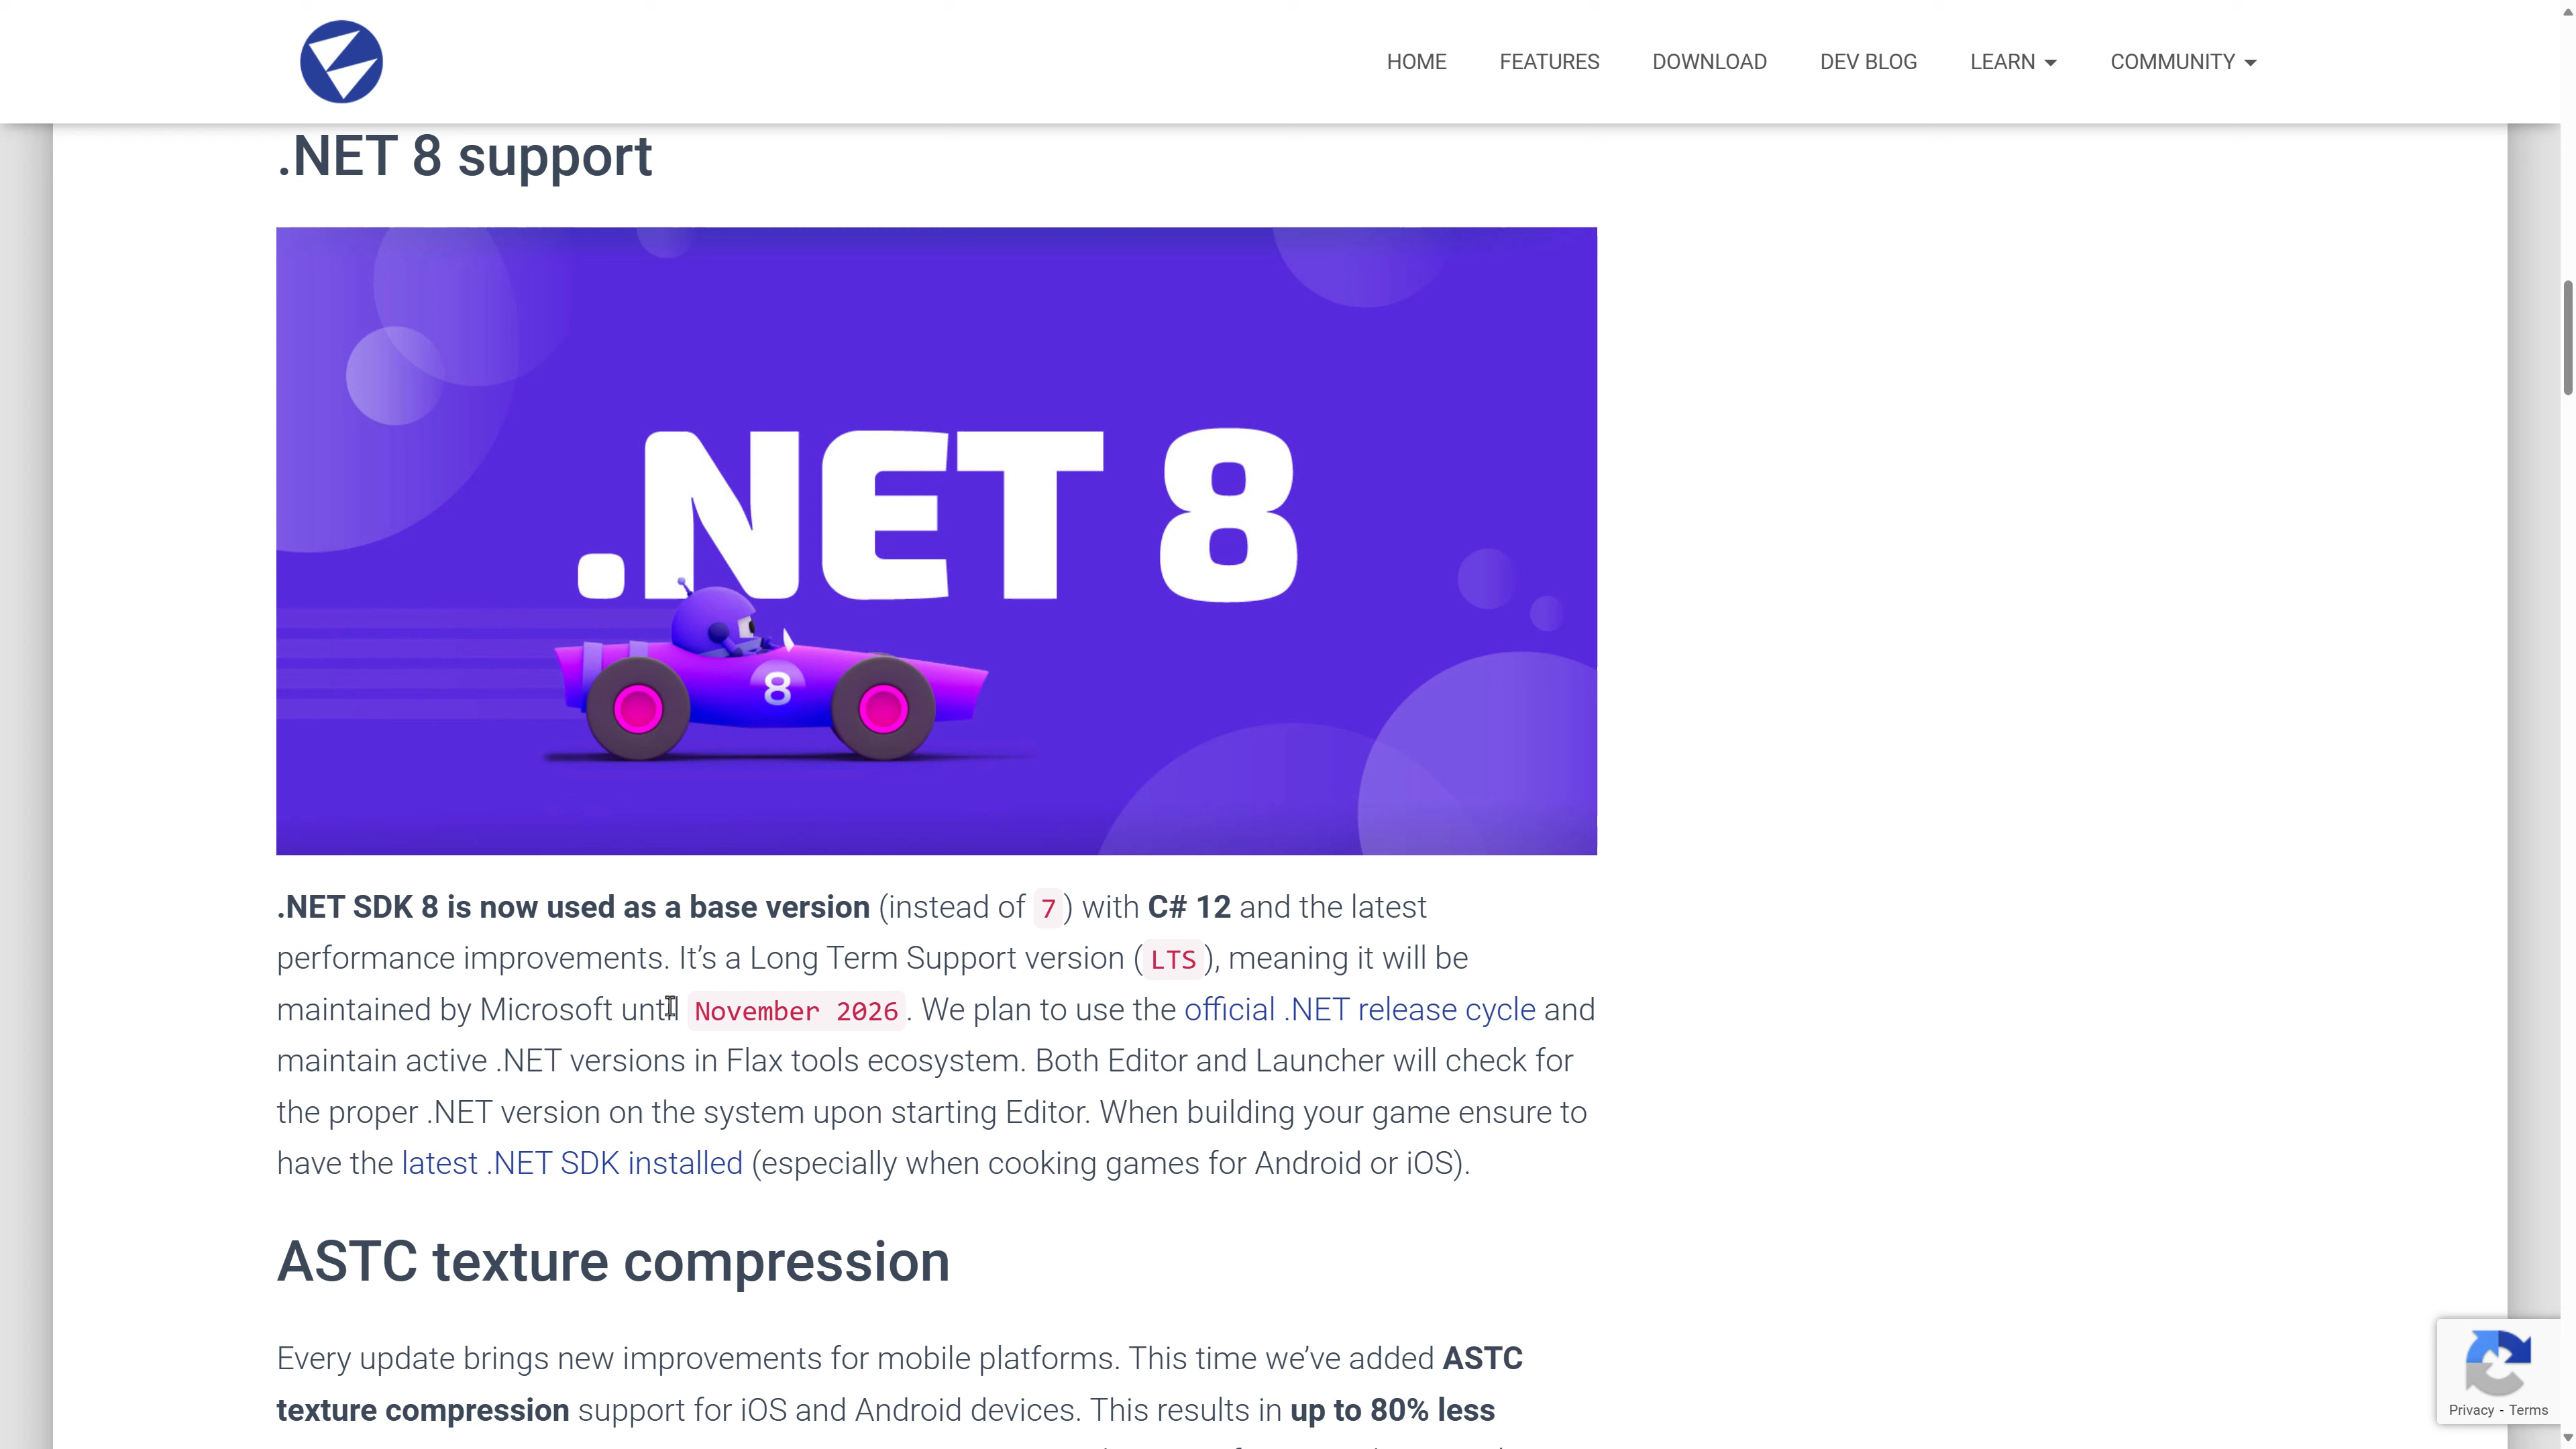 HOME FEATURES DOWNLOAD DEV BLOG LEARN COMMUNITY
.NET 8 support
.NET 8
8
.NET SDK 8 is now used as a base version (instead of 7) with C# 12 and the latest
performance improvements. It’s a Long Term Support version (LTS), meaning it will be
maintained by Microsoft until November 2026. We plan to use the official .NET release cycle and
maintain active .NET versions in Flax tools ecosystem. Both Editor and Launcher will check for
the proper .NET version on the system upon starting Editor. When building your game ensure to
have the latest .NET SDK installed (especially when cooking games for Android or iOS).
ASTC texture compression
Every update brings new improvements for mobile platforms. This time we’ve added ASTC
texture compression support for iOS and Android devices. This results in up to 80% less
Privacy - Terms